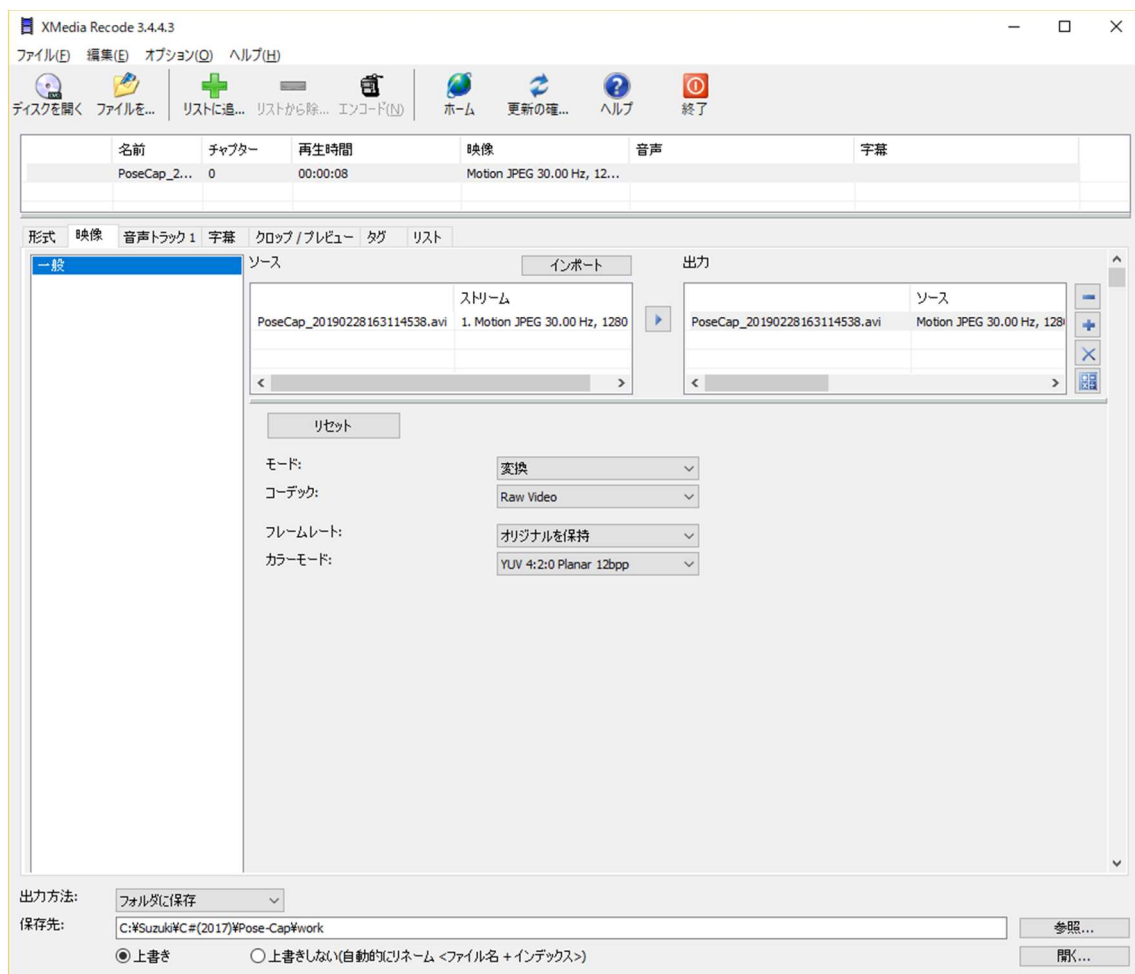 XMedia Recode 3.4.4.3
ファイル(F) 編集(E) オプション(O) ヘルプ(H)
ディスクを開く ファイルを... リストに追... リストから除... エンコード(N) ホーム 更新の確... ヘルプ 終了
名前 チャプター 再生時間 映像 音声 字幕
PoseCap_2... 0 00:00:08 Motion JPEG 30.00 Hz, 12...
形式 映像 音声トラック 1 字幕 クロップ / プレビュー タグ リスト
一般
ソース インポート 出力
ストリーム ソース
PoseCap_20190228163114538.avi 1. Motion JPEG 30.00 Hz, 1280 PoseCap_20190228163114538.avi Motion JPEG 30.00 Hz, 128
リセット
モード: 変換
コーデック: Raw Video
フレームレート: オリジナルを保持
カラーモード: YUV 4:2:0 Planar 12bpp
出力方法: フォルダに保存
保存先: C:¥Suzuki¥C#(2017)¥Pose-Cap¥work 参照...
上書き 上書きしない(自動的にリネーム <ファイル名 + インデックス>) 開く...